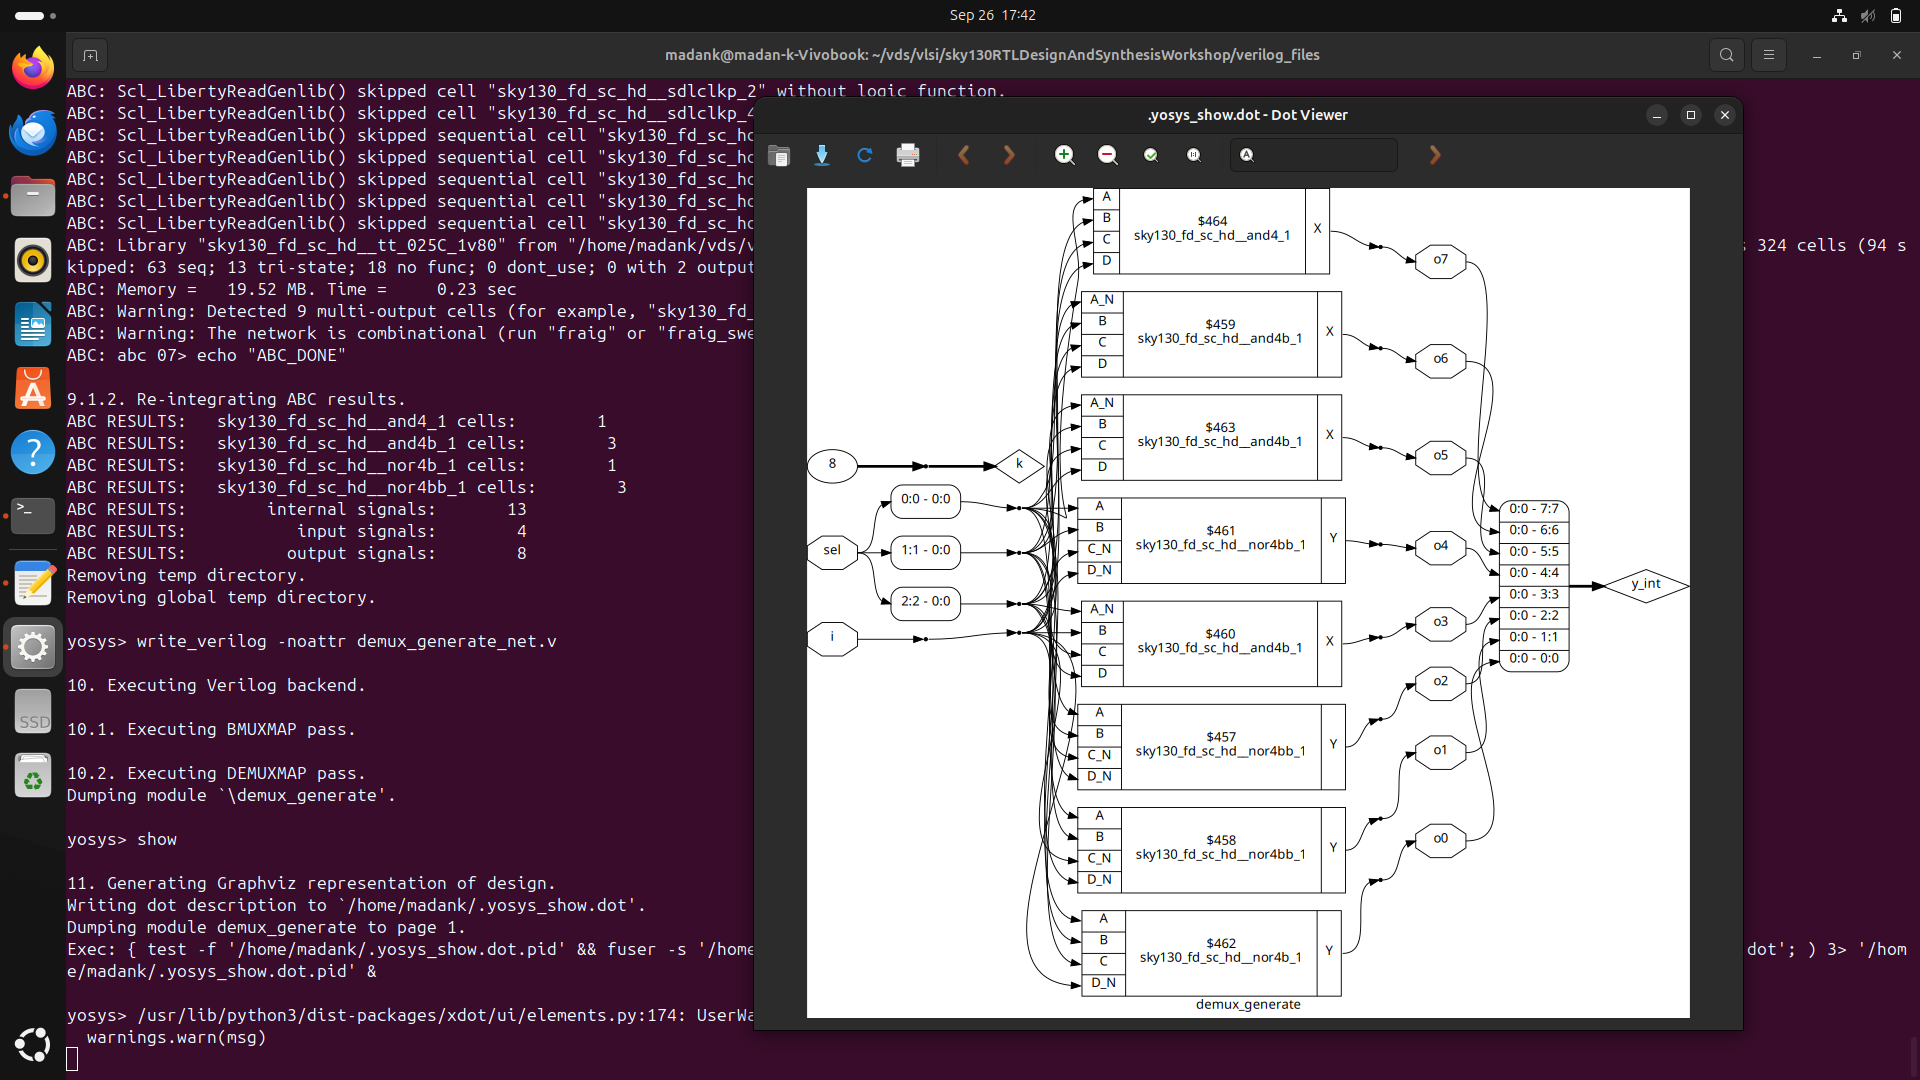 Sep 26 17:42
madank@madan-k-Vivobook: ~/vds/vlsi/sky130RTLDesignAndSynthesisWorkshop/verilog_files
ABC: Scl_LibertyReadGenlib() skipped cell "sky130_fd_sc_hd__sdlclkp_2" without logic function.
ABC: Scl_LibertyReadGenlib() skipped cell "sky130_fd_sc_hd__sdlclkp_4
ABC: Scl_LibertyReadGenlib() skipped sequential cell "sky130_fd_sc_hd
ABC: Scl_LibertyReadGenlib() skipped sequential cell "sky130_fd_sc_hd
ABC: Scl_LibertyReadGenlib() skipped sequential cell "sky130_fd_sc_hd
ABC: Scl_LibertyReadGenlib() skipped sequential cell "sky130_fd_sc_hd
ABC: Scl_LibertyReadGenlib() skipped sequential cell "sky130_fd_sc_hd
ABC: Library "sky130_fd_sc_hd__tt_025C_1v80" from "/home/madank/vds/v s 324 cells (94 s
kipped: 63 seq; 13 tri-state; 18 no func; 0 dont_use; 0 with 2 output
ABC: Memory = 19.52 MB. Time = 0.23 sec
ABC: Warning: Detected 9 multi-output cells (for example, "sky130_fd_
ABC: Warning: The network is combinational (run "fraig" or "fraig_swe
ABC: abc 07> echo "ABC_DONE"
9.1.2. Re-integrating ABC results.
ABC RESULTS: sky130_fd_sc_hd__and4_1 cells: 1
ABC RESULTS: sky130_fd_sc_hd__and4b_1 cells: 3
ABC RESULTS: sky130_fd_sc_hd__nor4b_1 cells: 1
ABC RESULTS: sky130_fd_sc_hd__nor4bb_1 cells: 3
ABC RESULTS: internal signals: 13
ABC RESULTS: input signals: 4
ABC RESULTS: output signals: 8
Removing temp directory.
Removing global temp directory.
yosys> write_verilog -noattr demux_generate_net.v
10. Executing Verilog backend.
10.1. Executing BMUXMAP pass.
10.2. Executing DEMUXMAP pass.
Dumping module `\demux_generate'.
yosys> show
11. Generating Graphviz representation of design.
Writing dot description to `/home/madank/.yosys_show.dot'.
Dumping module demux_generate to page 1.
Exec: { test -f '/home/madank/.yosys_show.dot.pid' && fuser -s '/home dot'; ) 3> '/hom
e/madank/.yosys_show.dot.pid' &
yosys> /usr/lib/python3/dist-packages/xdot/ui/elements.py:174: UserWa
warnings.warn(msg)
SSD
.yosys_show.dot - Dot Viewer
8
k
sel
i
0:0 - 0:0
1:1 - 0:0
2:2 - 0:0
A
B
C
D
$464
sky130_fd_sc_hd__and4_1
X
o7
A_N
B
C
D
$459
sky130_fd_sc_hd__and4b_1
X
o6
A_N
B
C
D
$463
sky130_fd_sc_hd__and4b_1
X
o5
A
B
C_N
D_N
$461
sky130_fd_sc_hd__nor4bb_1
Y
o4
A_N
B
C
D
$460
sky130_fd_sc_hd__and4b_1
X
o3
A
B
C_N
D_N
$457
sky130_fd_sc_hd__nor4bb_1
Y
o2
A
B
C_N
D_N
$458
sky130_fd_sc_hd__nor4bb_1
Y
o1
A
B
C
D_N
$462
sky130_fd_sc_hd__nor4b_1
Y
o0
0:0 - 7:7
0:0 - 6:6
0:0 - 5:5
0:0 - 4:4
0:0 - 3:3
0:0 - 2:2
0:0 - 1:1
0:0 - 0:0
y_int
demux_generate